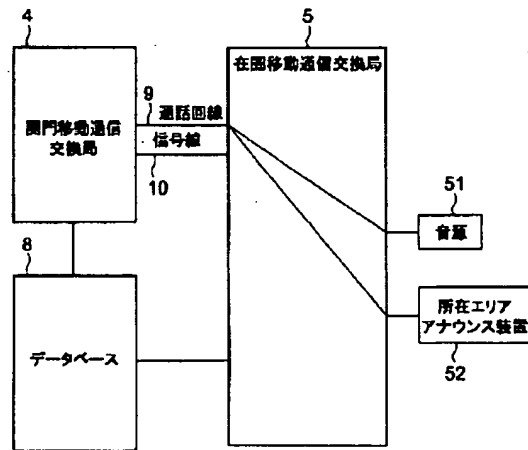 4
5
関門移動通信
交換局
在圏移動通信交換局
9
通話回線
信号線
10
51
音源
8
データベース
所在エリア
アナウンス装置
52